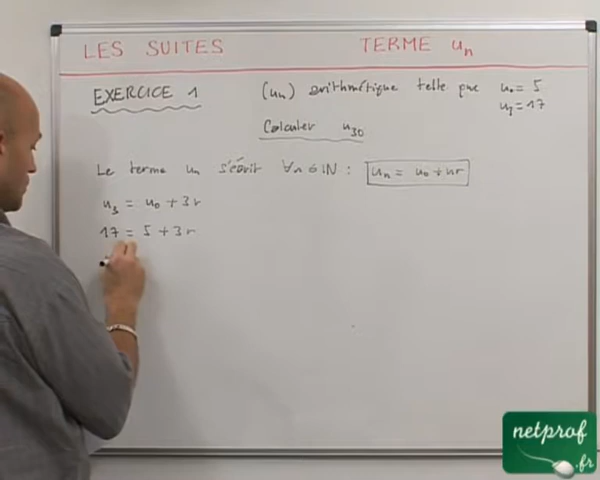 LES SUITES TERME un
EXERCICE 1 (un) arithmétique telle que u0 = 5
u3 = 17
Calculer u30
Le terme un s'écrit ∀n∈IN : un = u0 + nr
u3 = u0 + 3r
17 = 5 + 3r
netprof
.fr